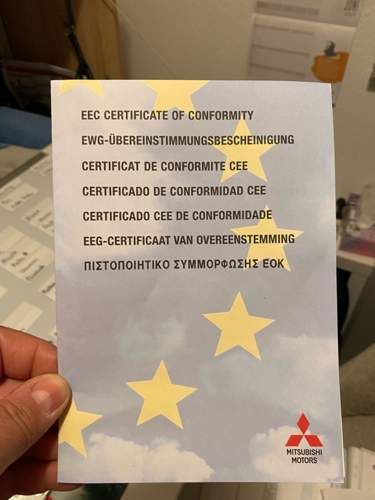 EEC CERTIFICATE OF CONFORMITY
EWG-ÜBEREINSTIMMUNGSBESCHEINIGUNG
CERTIFICAT DE CONFORMITE CEE
CERTIFICADO DE CONFORMIDAD CEE
CERTIFICADO CEE DE CONFORMIDADE
EEG-CERTIFICAAT VAN OVEREENSTEMMING
ΠΙΣΤΟΠΟΙΗΤΙΚΟ ΣΥΜΜΟΡΦΩΣΗΣ ΕΟΚ
MITSUBISHI
MOTORS